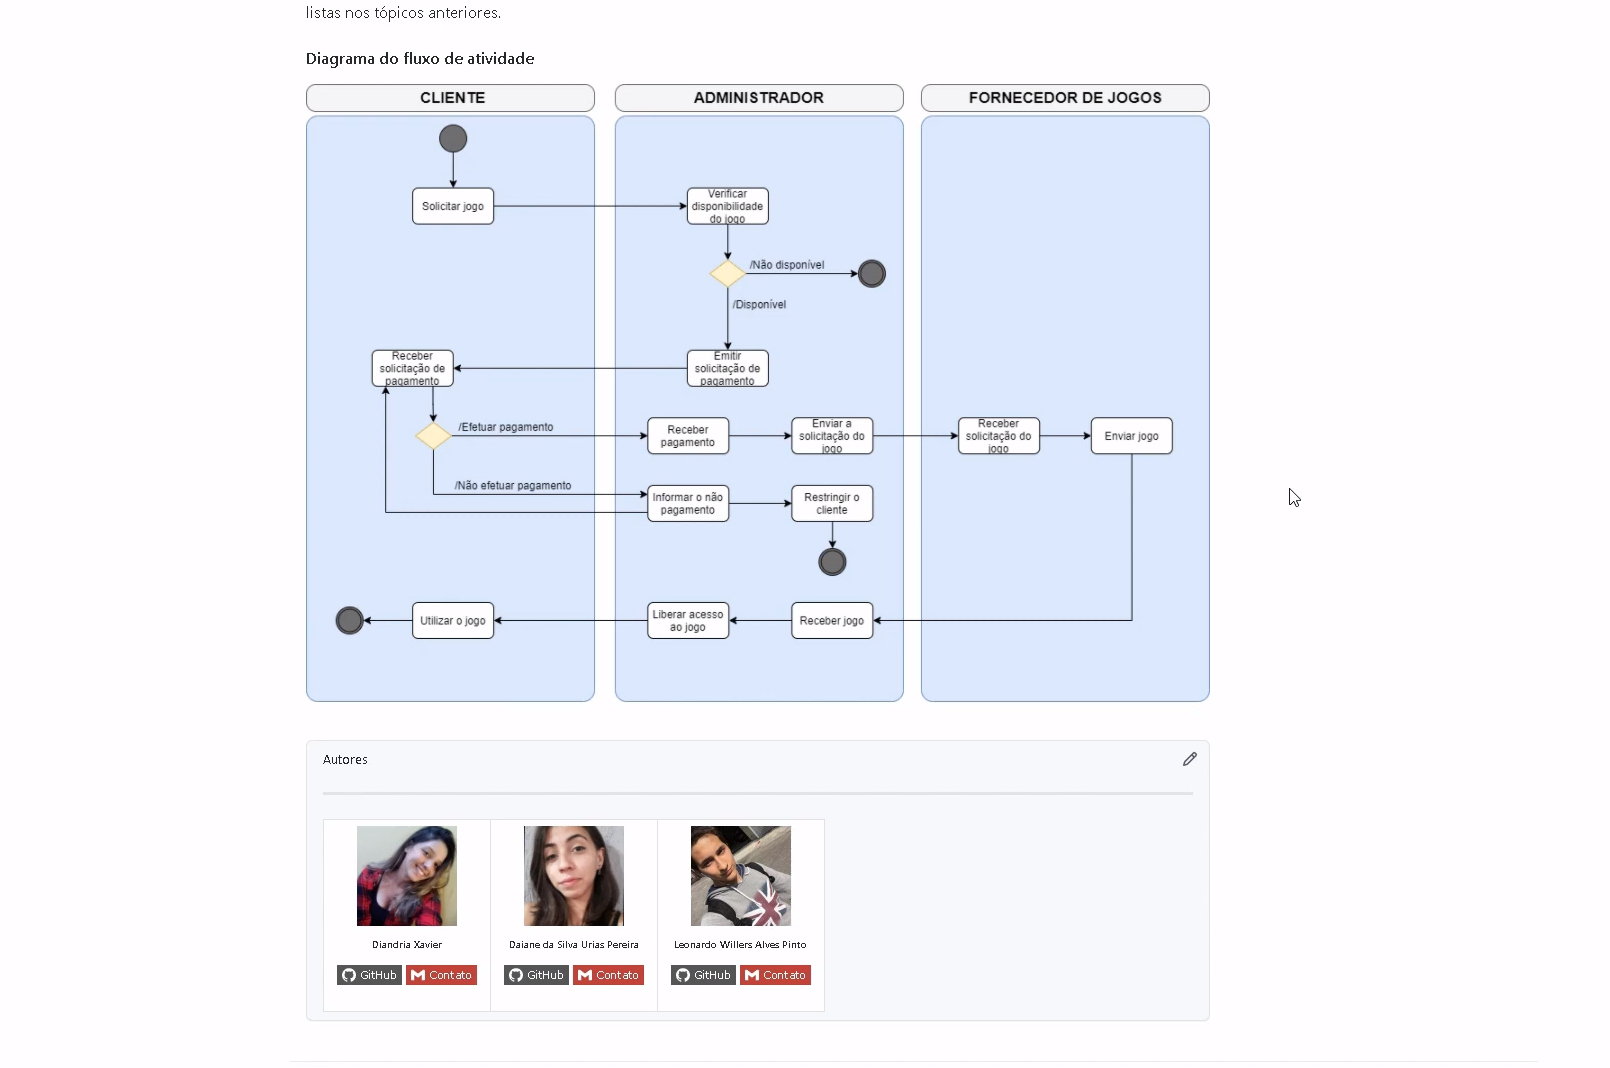 listas nos tópicos anteriores.
Diagrama do fluxo de atividade
CLIENTE
ADMINISTRADOR
FORNECEDOR DE JOGOS
Solicitar jogo
Verificar
disponibilidade
do jogo
/Não disponível
/Disponível
Receber
solicitação de
pagamento
Emitir
solicitação de
pagamento
/Efetuar pagamento
Receber
pagamento
Enviar a
solicitação do
jogo
Receber
solicitação do
jogo
Enviar jogo
/Não efetuar pagamento
Informar o não
pagamento
Restringir o
cliente
Utilizar o jogo
Liberar acesso
ao jogo
Receber jogo
Autores
Diandria Xavier
Daiane da Silva Urias Pereira
Leonardo Willers Alves Pinto
GitHub
Contato
GitHub
Contato
GitHub
Contato